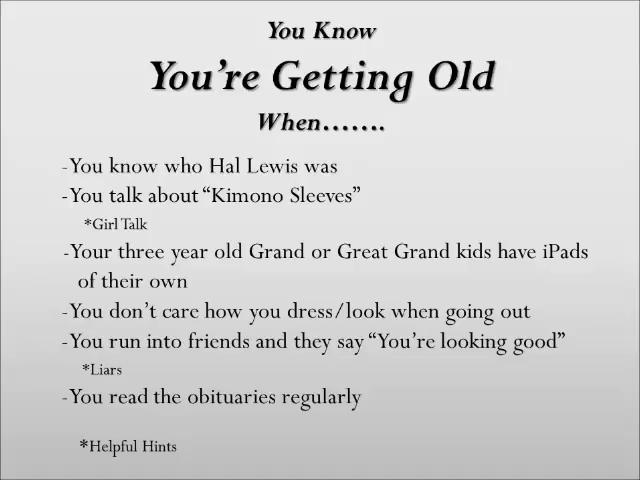 You Know
You're Getting Old
When.......
-You know who Hal Lewis was
-You talk about “Kimono Sleeves”
*Girl Talk
-Your three year old Grand or Great Grand kids have iPads
of their own
-You don't care how you dress/look when going out
-You run into friends and they say “You're looking good”
*Liars
-You read the obituaries regularly
*Helpful Hints